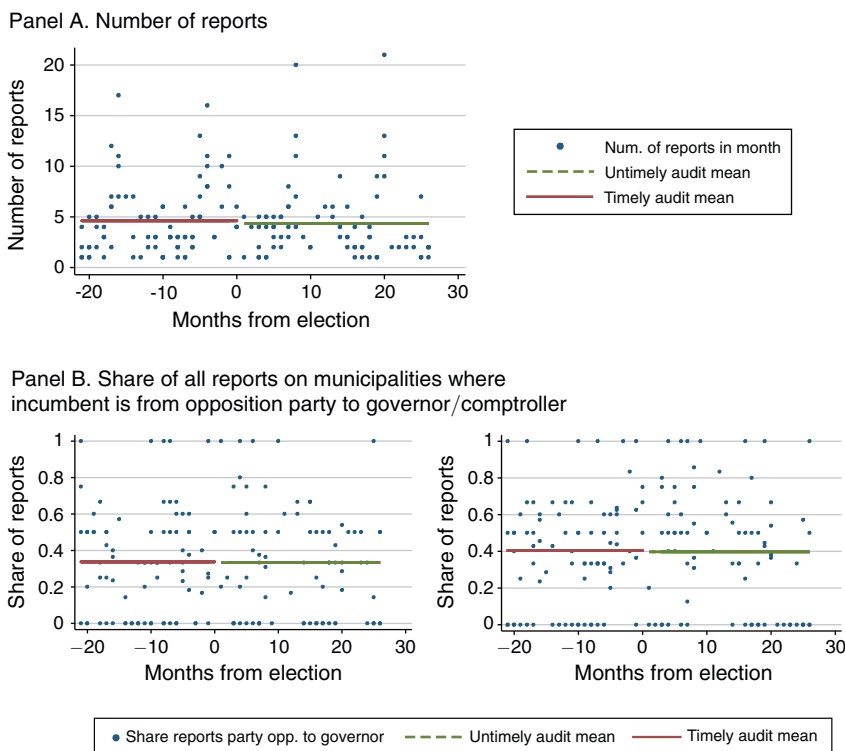 Panel A. Number of reports
Number of reports
20
15
10
5
0
-20 -10 0 10 20 30
Months from election
Num. of reports in month
Untimely audit mean
Timely audit mean
Panel B. Share of all reports on municipalities where
incumbent is from opposition party to governor/comptroller
Share of reports
1
0.8
0.6
0.4
0.2
0
−20 −10 0 10 20 30
Months from election
Share of reports
1
0.8
0.6
0.4
0.2
0
−20 −10 0 10 20 30
Months from election
Share reports party opp. to governor Untimely audit mean Timely audit mean